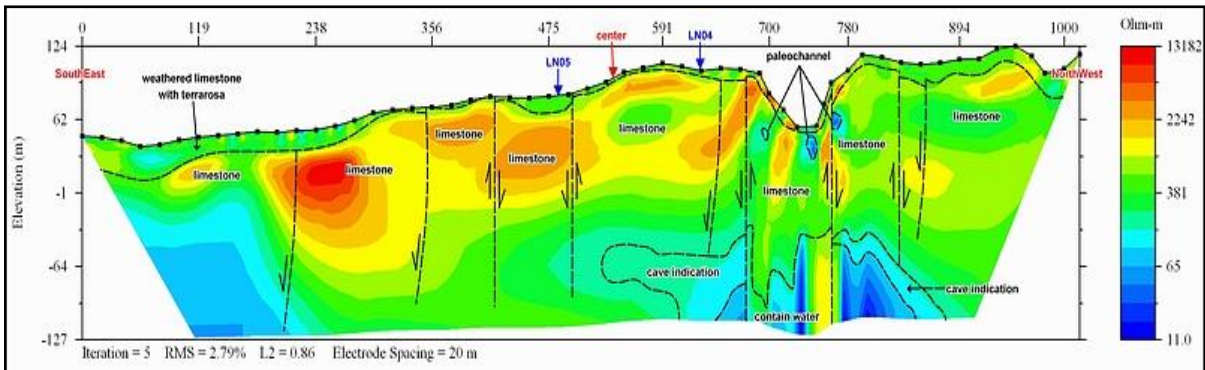 0 119 238 356 475 591 700 780 894 1000
Ohm-m
124
62
-1
-64
-127
Elevation (m)
SouthEast
NorthWest
weathered limestone
with terrarosa
LN05
center
LN04
paleochannel
limestone
limestone
limestone
limestone
limestone
limestone
limestone
limestone
cave indication
cave indication
contain water
13182
2242
381
65
11.0
Iteration = 5 RMS = 2.79% L2 = 0.86 Electrode Spacing = 20 m